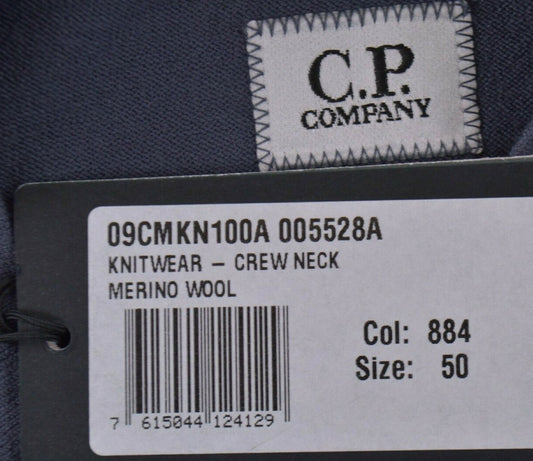 C.P.
COMPANY
09CMKN100A 005528A
KNITWEAR – CREW NECK
MERINO WOOL
Col: 884
Size: 50
7 615044 124129